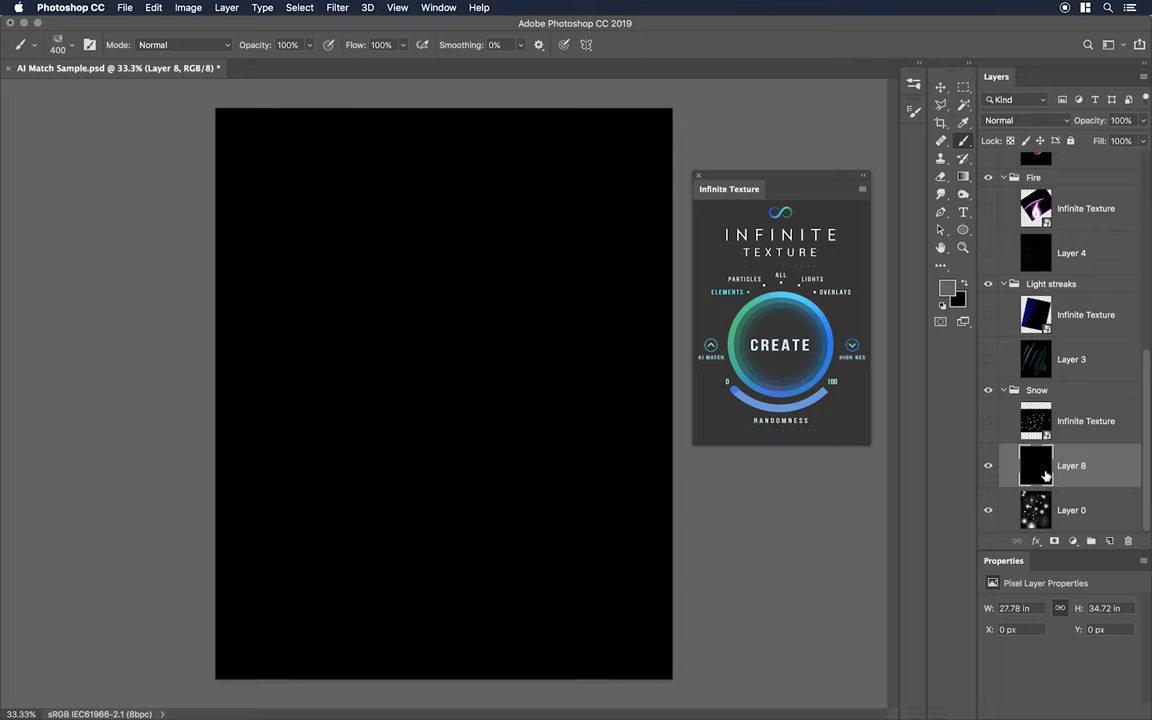 Photoshop CC File Edit Image Layer Type Select Filter 3D View Window Help
Adobe Photoshop CC 2019
400 Mode: Normal Opacity: 100% Flow: 100% Smoothing: 0%
AI Match Sample.psd @ 33.3% (Layer 8, RGB/8) *
Infinite Texture
INFINITE
TEXTURE
PARTICLES ALL LIGHTS
ELEMENTS OVERLAYS
CREATE
AI MATCH HIGH RES
0 100
RANDOMNESS
Layers
Kind
Normal Opacity: 100%
Lock: Fill: 100%
Fire
Infinite Texture
Layer 4
Light streaks
Infinite Texture
Layer 3
Snow
Infinite Texture
Layer 8
Layer 0
fx
Properties
Pixel Layer Properties
W: 27.78 in H: 34.72 in
X: 0 px Y: 0 px
33.33% sRGB IEC61966-2.1 (8bpc)